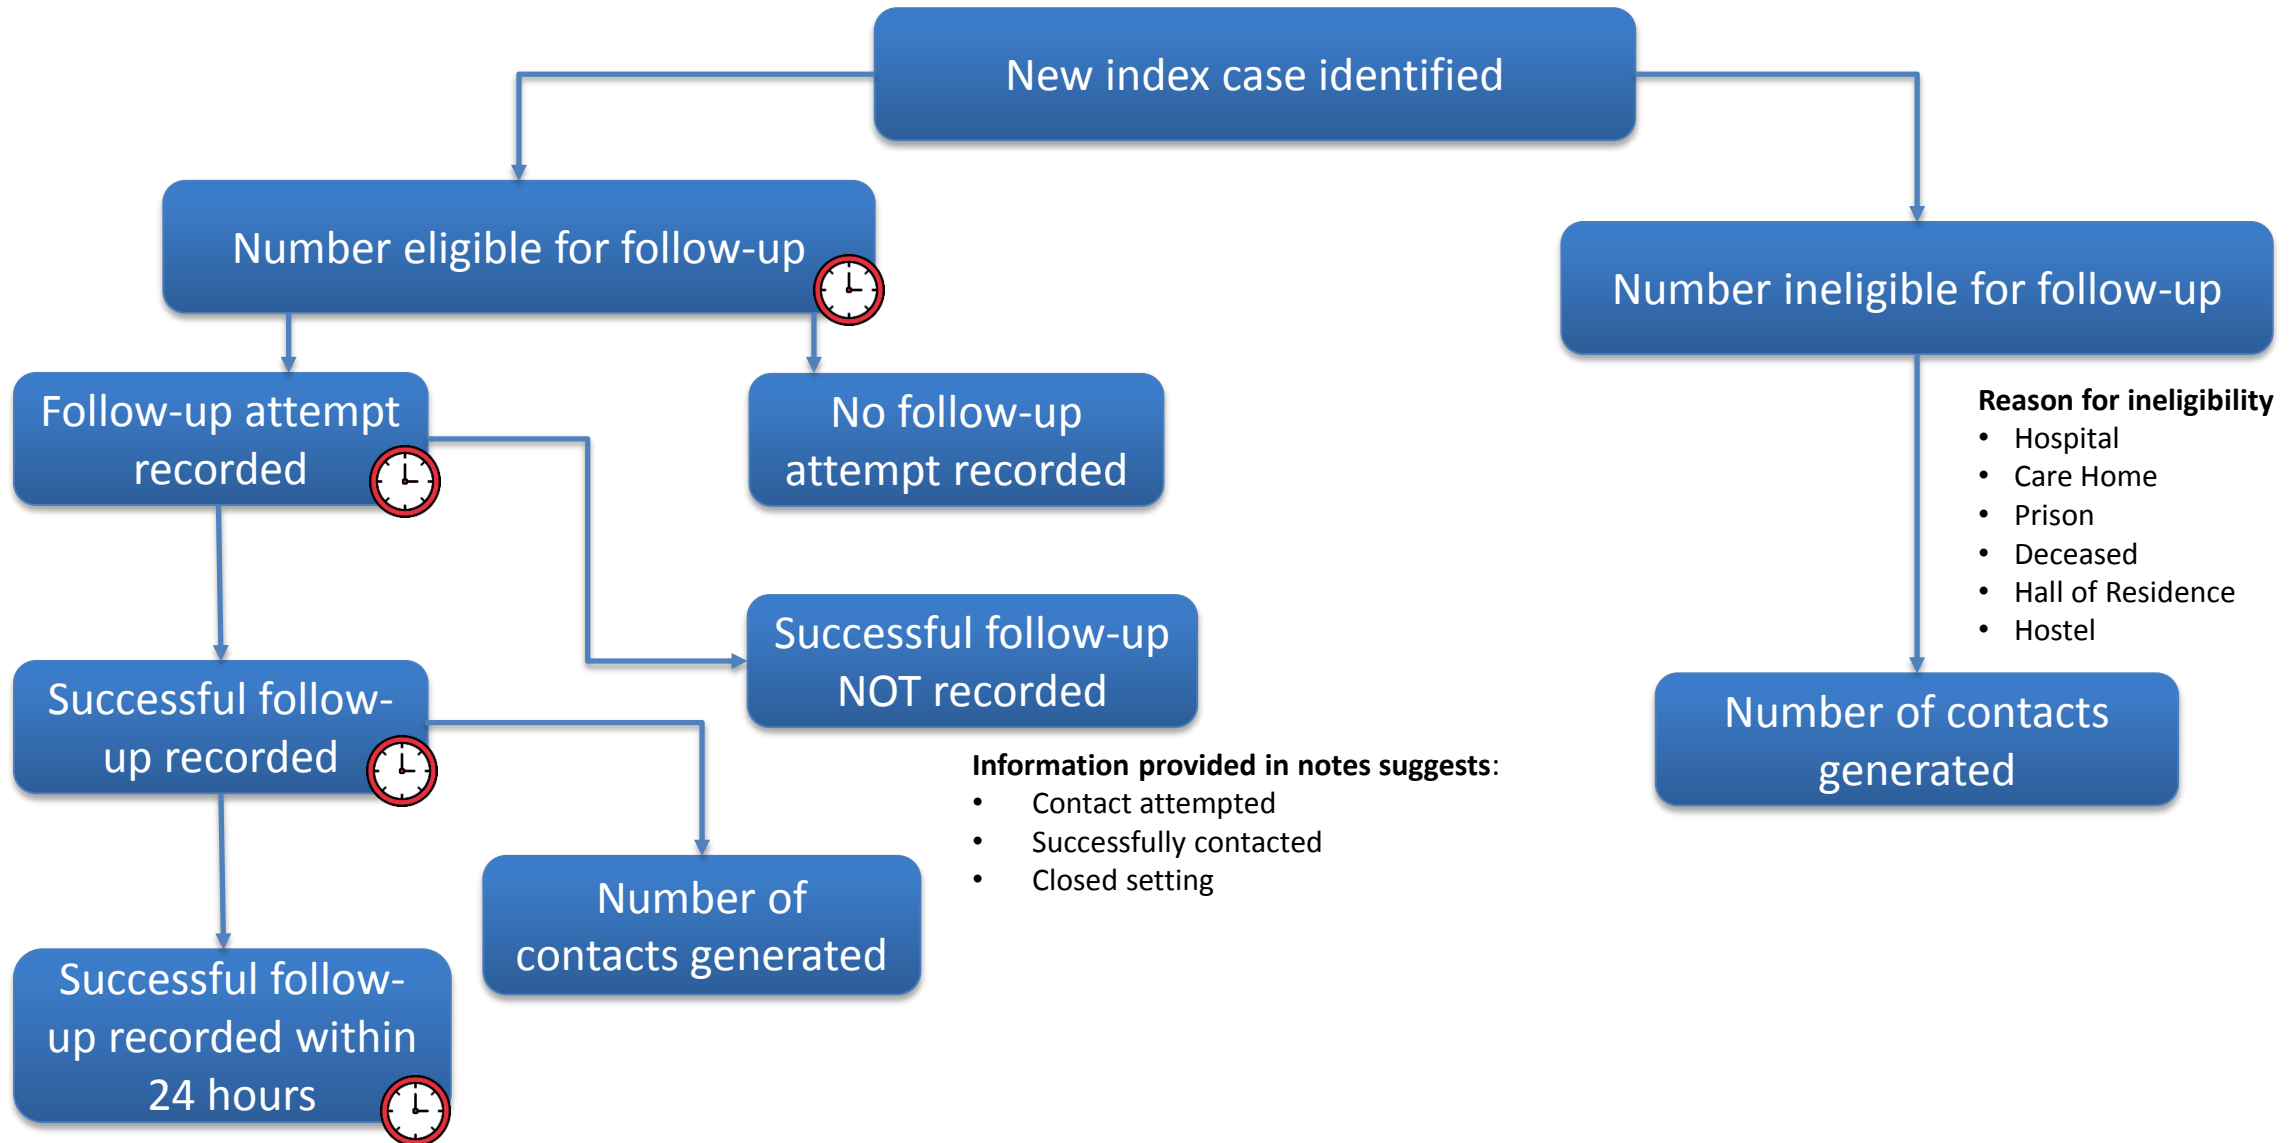 New index case identified
Number eligible for follow-up
Number ineligible for follow-up
Follow-up attempt
recorded
No follow-up
attempt recorded
Reason for ineligibility
• Hospital
• Care Home
• Prison
• Deceased
• Hall of Residence
• Hostel
Successful follow-up
NOT recorded
Successful follow-
up recorded
Number of contacts
generated
Information provided in notes suggests:
• Contact attempted
• Successfully contacted
• Closed setting
Number of
contacts generated
Successful follow-
up recorded within
24 hours